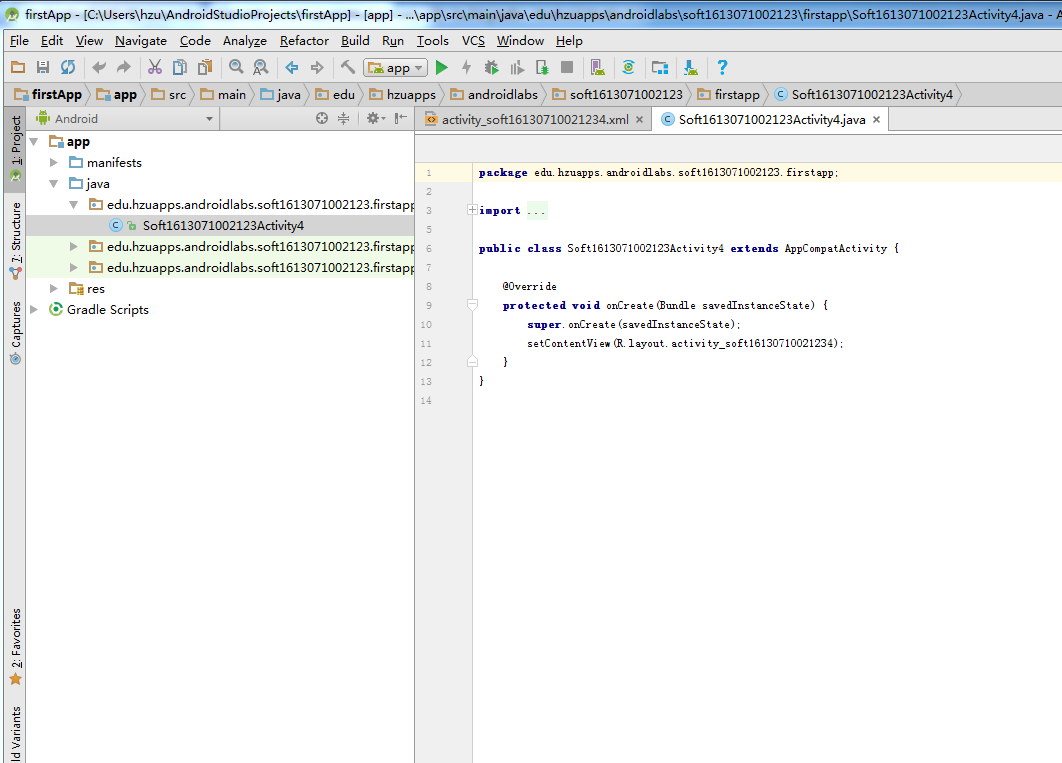 firstApp - [C:\Users\hzu\AndroidStudioProjects\firstApp] - [app] - ...\app\src\main\java\edu\hzuapps\androidlabs\soft1613071002123\firstapp\Soft1613071002123Activity4.java - A
File Edit View Navigate Code Analyze Refactor Build Run Tools VCS Window Help
app
firstApp app src main java edu hzuapps androidlabs soft1613071002123 firstapp Soft1613071002123Activity4
1: Project
7: Structure
Captures
2: Favorites
ld Variants
Android
app
manifests
java
edu.hzuapps.androidlabs.soft1613071002123.firstapp
Soft1613071002123Activity4
edu.hzuapps.androidlabs.soft1613071002123.firstapp
edu.hzuapps.androidlabs.soft1613071002123.firstapp
res
Gradle Scripts
activity_soft16130710021234.xml Soft1613071002123Activity4.java
1 package edu.hzuapps.androidlabs.soft1613071002123.firstapp;
2
3 import ...
5
6 public class Soft1613071002123Activity4 extends AppCompatActivity {
7
8 @Override
9 protected void onCreate(Bundle savedInstanceState) {
10 super.onCreate(savedInstanceState);
11 setContentView(R.layout.activity_soft16130710021234);
12 }
13 }
14